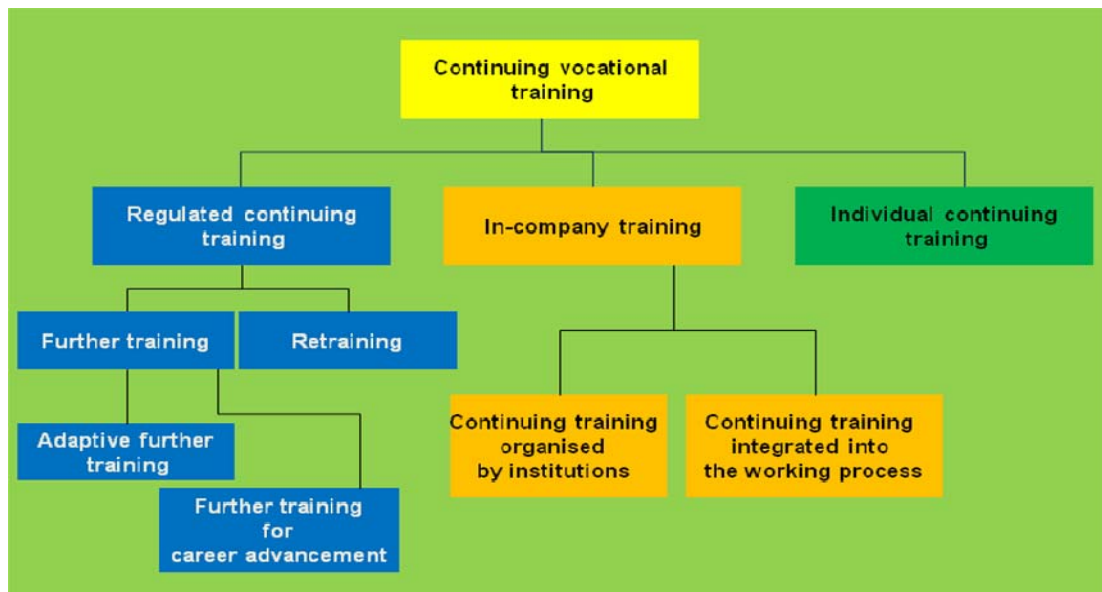 Continuing vocational
training
Regulated continuing
training
In-company training
Individual continuing
training
Further training
Retraining
Adaptive further
training
Further training
for
career advancement
Continuing training
organised
by institutions
Continuing training
integrated into
the working process